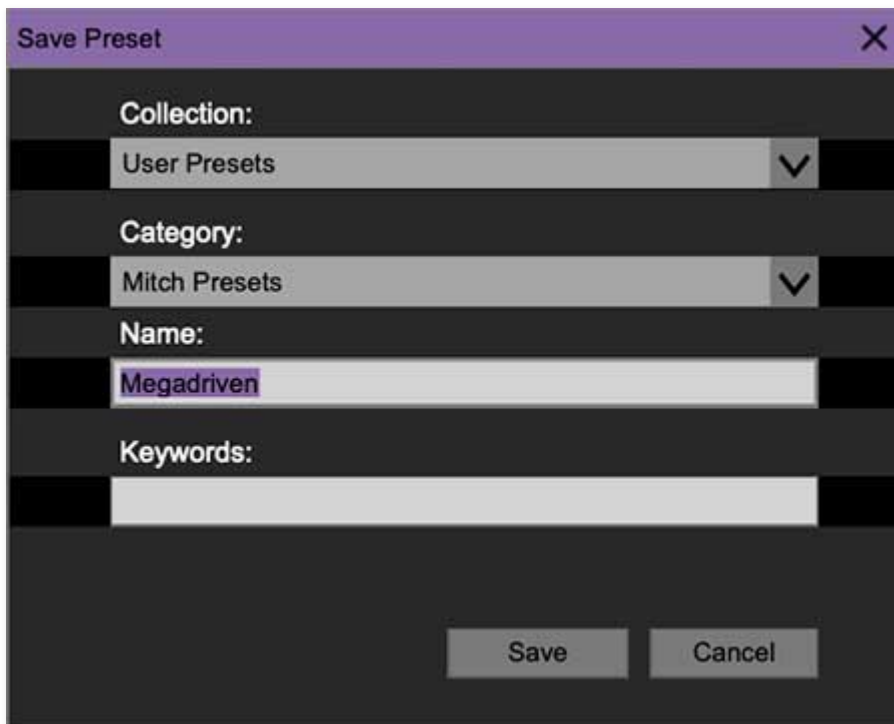 Save Preset
Collection:
User Presets
Category:
Mitch Presets
Name:
Megadriven
Keywords:
Save Cancel